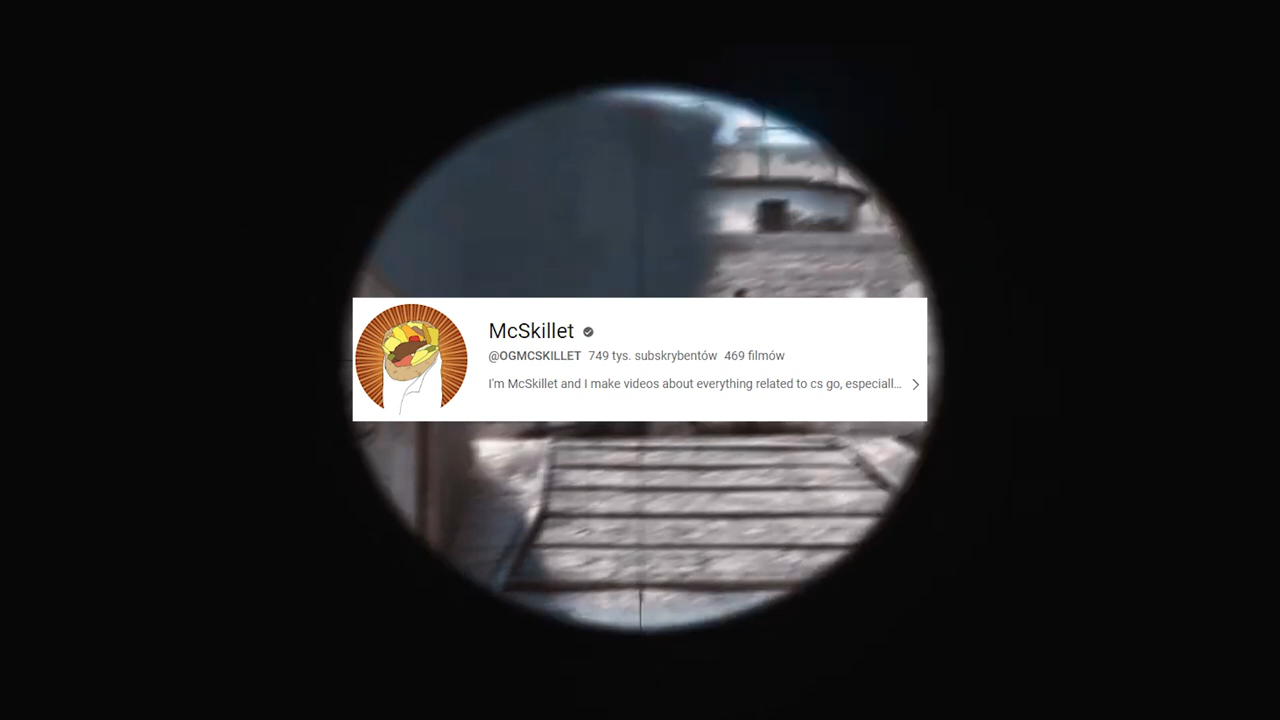 McSkillet
@OGMCSKILLET 749 tys. subskrybentów 469 filmów
I'm McSkillet and I make videos about everything related to cs go, especiall...